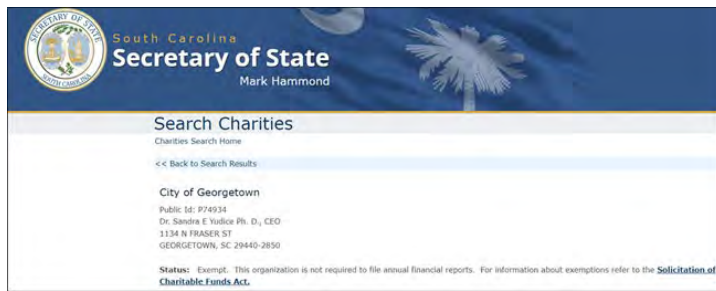 South Carolina
Secretary of State
Mark Hammond
Search Charities
Charities Search Home
<< Back to Search Results
City of Georgetown
Public Id: P74934
Dr. Sandra E Yudice Ph. D., CEO
1134 N FRASER ST
GEORGETOWN, SC 29440-2850
Status: Exempt. This organization is not required to file annual financial reports. For information about exemptions refer to the Solicitation of
Charitable Funds Act.